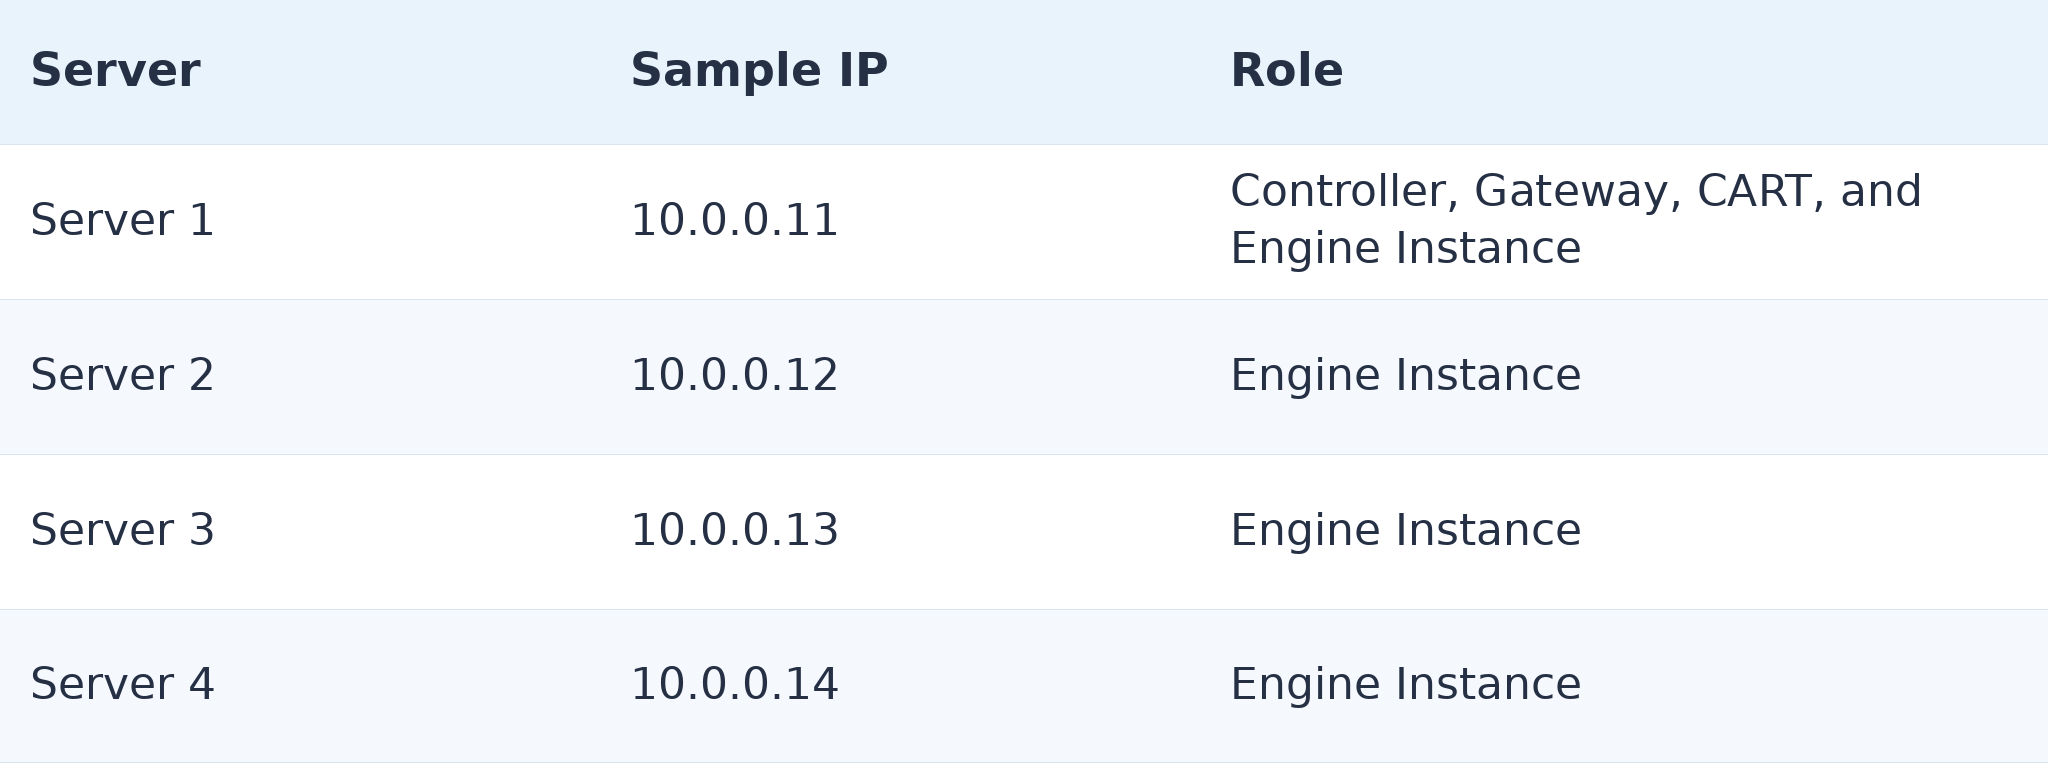 Server Sample IP Role
Server 1 10.0.0.11 Controller, Gateway, CART, and
Engine Instance
Server 2 10.0.0.12 Engine Instance
Server 3 10.0.0.13 Engine Instance
Server 4 10.0.0.14 Engine Instance